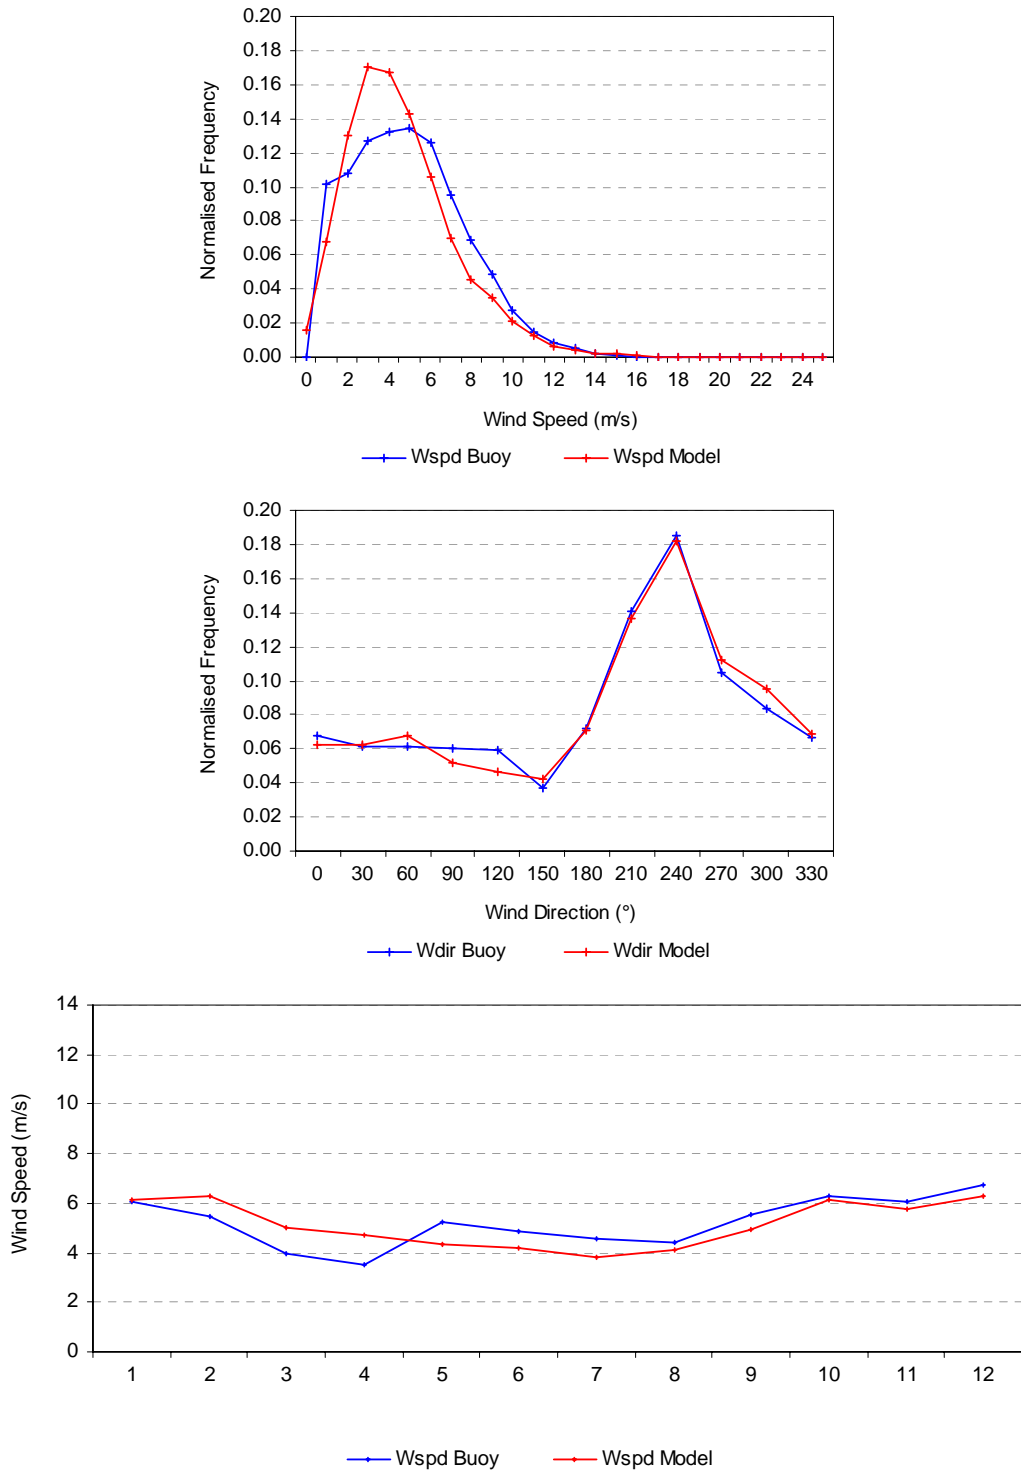 0.20
0.18
0.16
0.14
0.12
0.10
0.08
0.06
0.04
0.02
0.00
Normalised Frequency
0 2 4 6 8 10 12 14 16 18 20 22 24
Wind Speed (m/s)
Wspd Buoy Wspd Model
0.20
0.18
0.16
0.14
0.12
0.10
0.08
0.06
0.04
0.02
0.00
Normalised Frequency
0 30 60 90 120 150 180 210 240 270 300 330
Wind Direction (°)
Wdir Buoy Wdir Model
14
12
10
8
6
4
2
0
Wind Speed (m/s)
1 2 3 4 5 6 7 8 9 10 11 12
Wspd Buoy Wspd Model